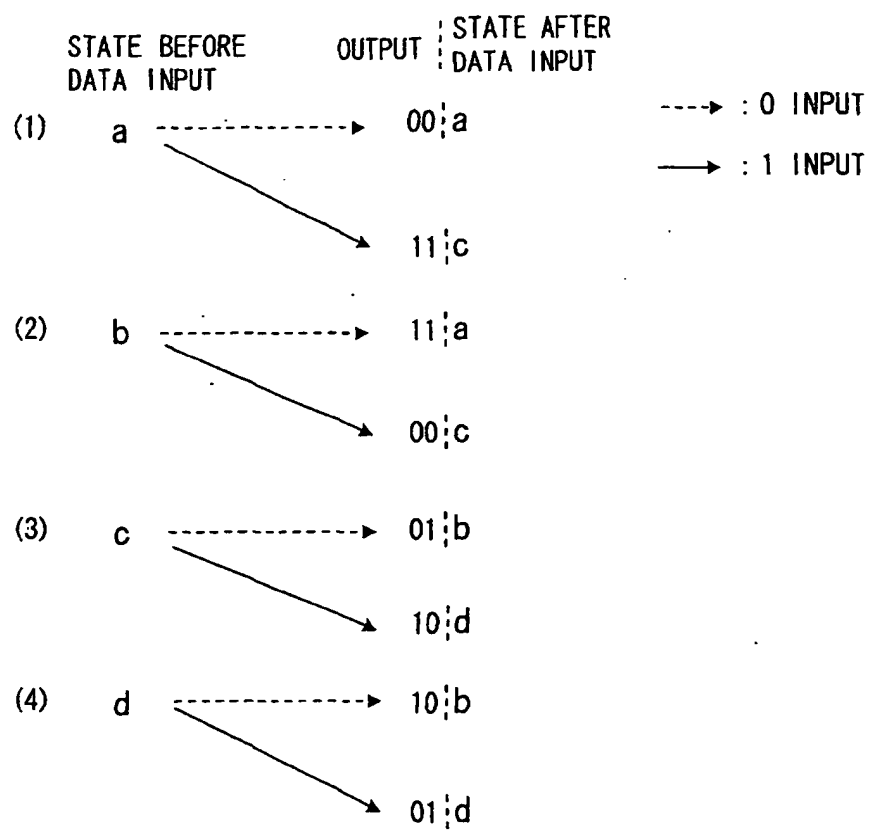 STATE BEFORE
DATA INPUT
OUTPUT
STATE AFTER
DATA INPUT
(1) a 00 a
11 c
(2) b 11 a
00 c
(3) c 01 b
10 d
(4) d 10 b
01 d
: 0 INPUT
: 1 INPUT